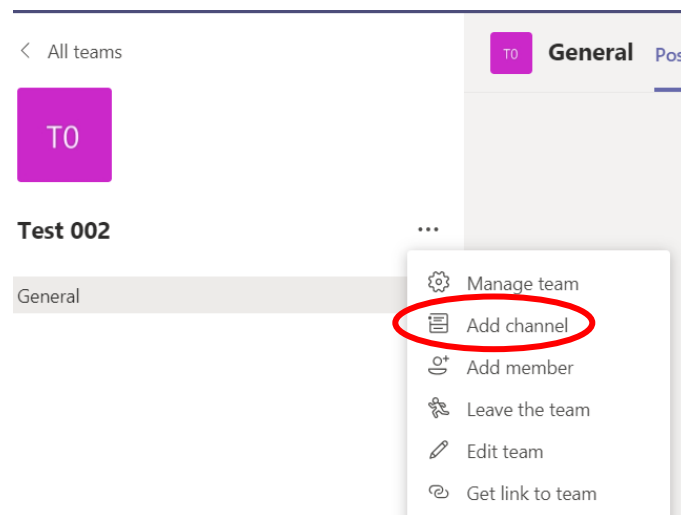 All teams
T0
General Pos
T0
Test 002
...
General
Manage team
Add channel
Add member
Leave the team
Edit team
Get link to team